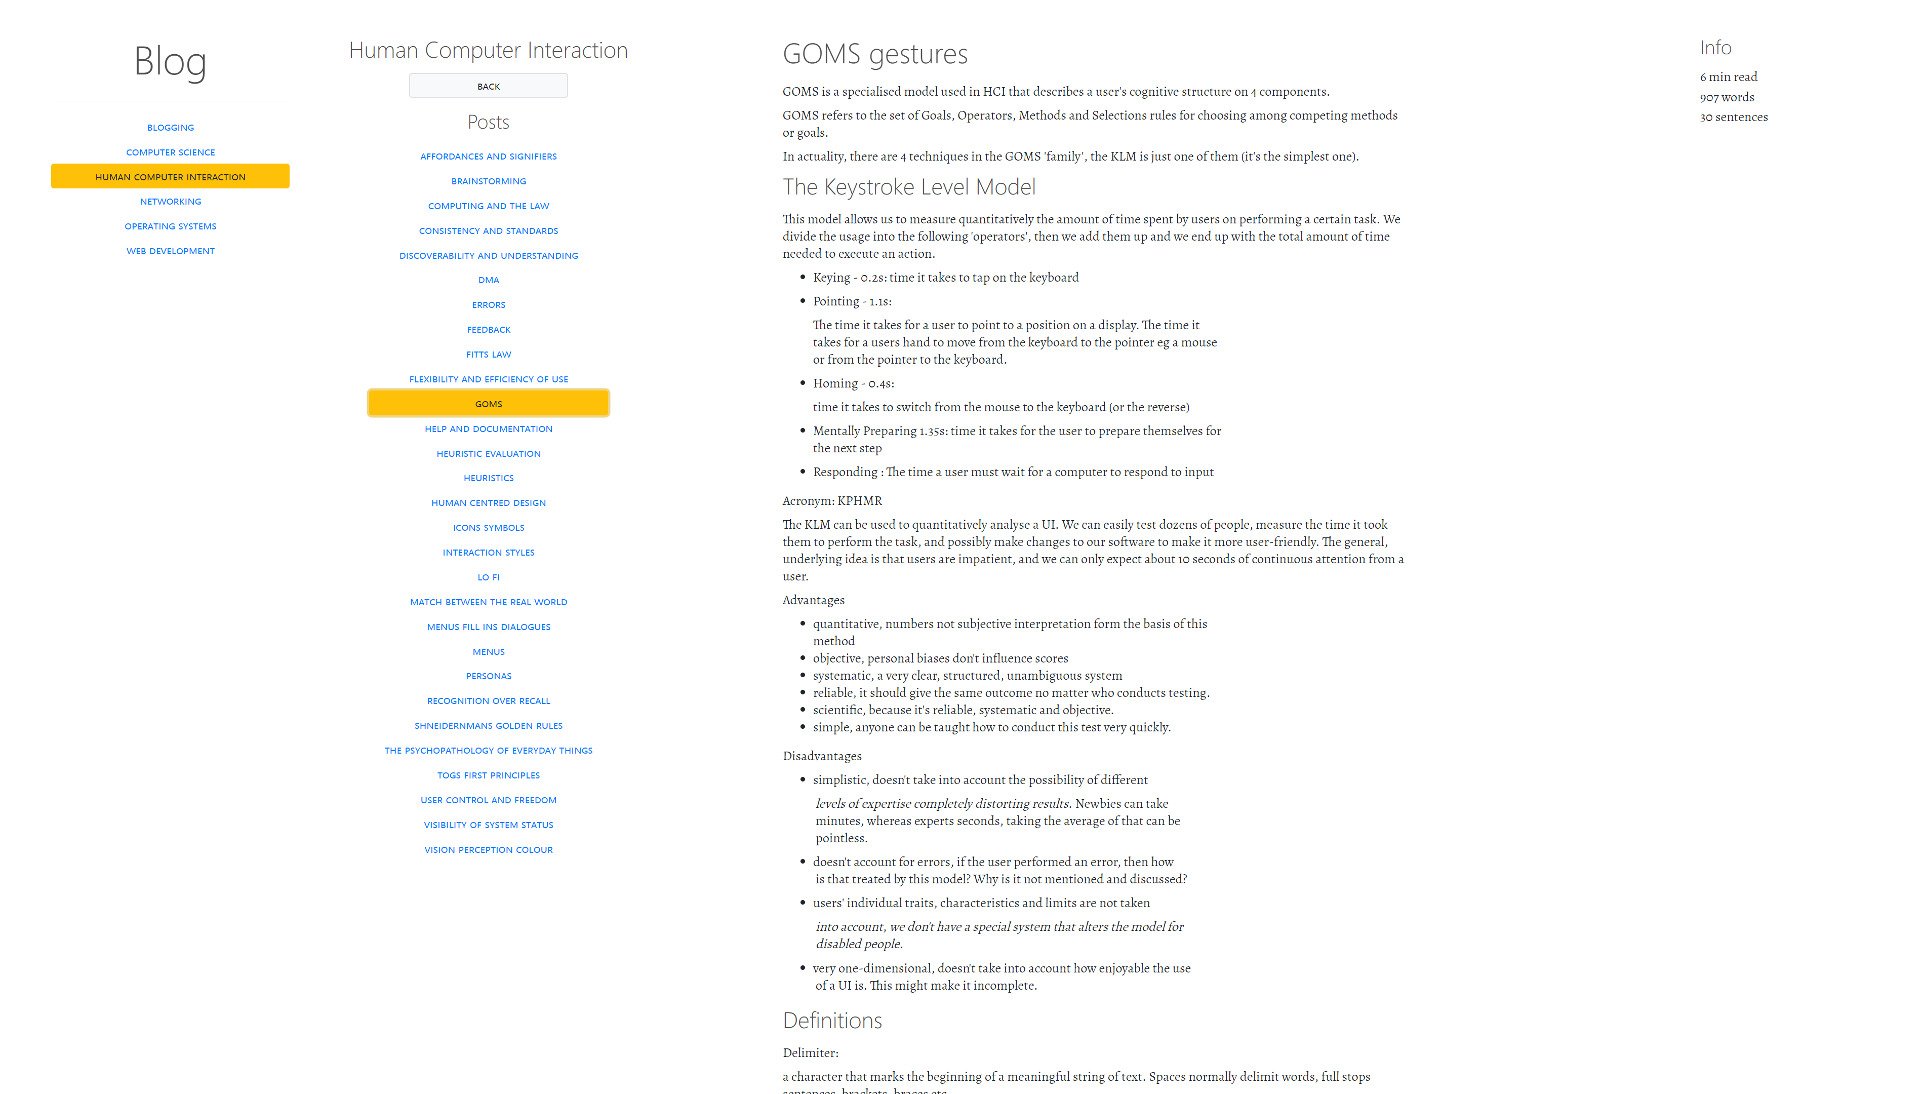 Blog
BLOGGING
COMPUTER SCIENCE
HUMAN COMPUTER INTERACTION
NETWORKING
OPERATING SYSTEMS
WEB DEVELOPMENT
Human Computer Interaction
BACK
Posts
AFFORDANCES AND SIGNIFIERS
BRAINSTORMING
COMPUTING AND THE LAW
CONSISTENCY AND STANDARDS
DISCOVERABILITY AND UNDERSTANDING
DMA
ERRORS
FEEDBACK
FITTS LAW
FLEXIBILITY AND EFFICIENCY OF USE
GOMS
HELP AND DOCUMENTATION
HEURISTIC EVALUATION
HEURISTICS
HUMAN CENTRED DESIGN
ICONS SYMBOLS
INTERACTION STYLES
LO FI
MATCH BETWEEN THE REAL WORLD
MENUS FILL INS DIALOGUES
MENUS
PERSONAS
RECOGNITION OVER RECALL
SHNEIDERNMANS GOLDEN RULES
THE PSYCHOPATHOLOGY OF EVERYDAY THINGS
TOGS FIRST PRINCIPLES
USER CONTROL AND FREEDOM
VISIBILITY OF SYSTEM STATUS
VISION PERCEPTION COLOUR
GOMS gestures
GOMS is a specialised model used in HCI that describes a user's cognitive structure on 4 components.
GOMS refers to the set of Goals, Operators, Methods and Selections rules for choosing among competing methods
or goals.
In actuality, there are 4 techniques in the GOMS 'family', the KLM is just one of them (it's the simplest one).
The Keystroke Level Model
This model allows us to measure quantitatively the amount of time spent by users on performing a certain task. We
divide the usage into the following 'operators', then we add them up and we end up with the total amount of time
needed to execute an action.
• Keying - 0.2s: time it takes to tap on the keyboard
• Pointing - 1.1s:
The time it takes for a user to point to a position on a display. The time it
takes for a users hand to move from the keyboard to the pointer eg a mouse
or from the pointer to the keyboard.
• Homing - 0.4s:
time it takes to switch from the mouse to the keyboard (or the reverse)
• Mentally Preparing 1.35s: time it takes for the user to prepare themselves for
the next step
• Responding : The time a user must wait for a computer to respond to input
Acronym: KPHMR
The KLM can be used to quantitatively analyse a UI. We can easily test dozens of people, measure the time it took
them to perform the task, and possibly make changes to our software to make it more user-friendly. The general,
underlying idea is that users are impatient, and we can only expect about 10 seconds of continuous attention from a
user.
Advantages
• quantitative, numbers not subjective interpretation form the basis of this
method
• objective, personal biases don't influence scores
• systematic, a very clear, structured, unambiguous system
• reliable, it should give the same outcome no matter who conducts testing.
• scientific, because it's reliable, systematic and objective.
• simple, anyone can be taught how to conduct this test very quickly.
Disadvantages
• simplistic, doesn't take into account the possibility of different
levels of expertise completely distorting results. Newbies can take
minutes, whereas experts seconds, taking the average of that can be
pointless.
• doesn't account for errors, if the user performed an error, then how
is that treated by this model? Why is it not mentioned and discussed?
• users' individual traits, characteristics and limits are not taken
into account, we don't have a special system that alters the model for
disabled people.
• very one-dimensional, doesn't take into account how enjoyable the use
of a UI is. This might make it incomplete.
Definitions
Delimiter:
a character that marks the beginning of a meaningful string of text. Spaces normally delimit words, full stops
sentences, brackets, braces etc.
Info
6 min read
907 words
30 sentences